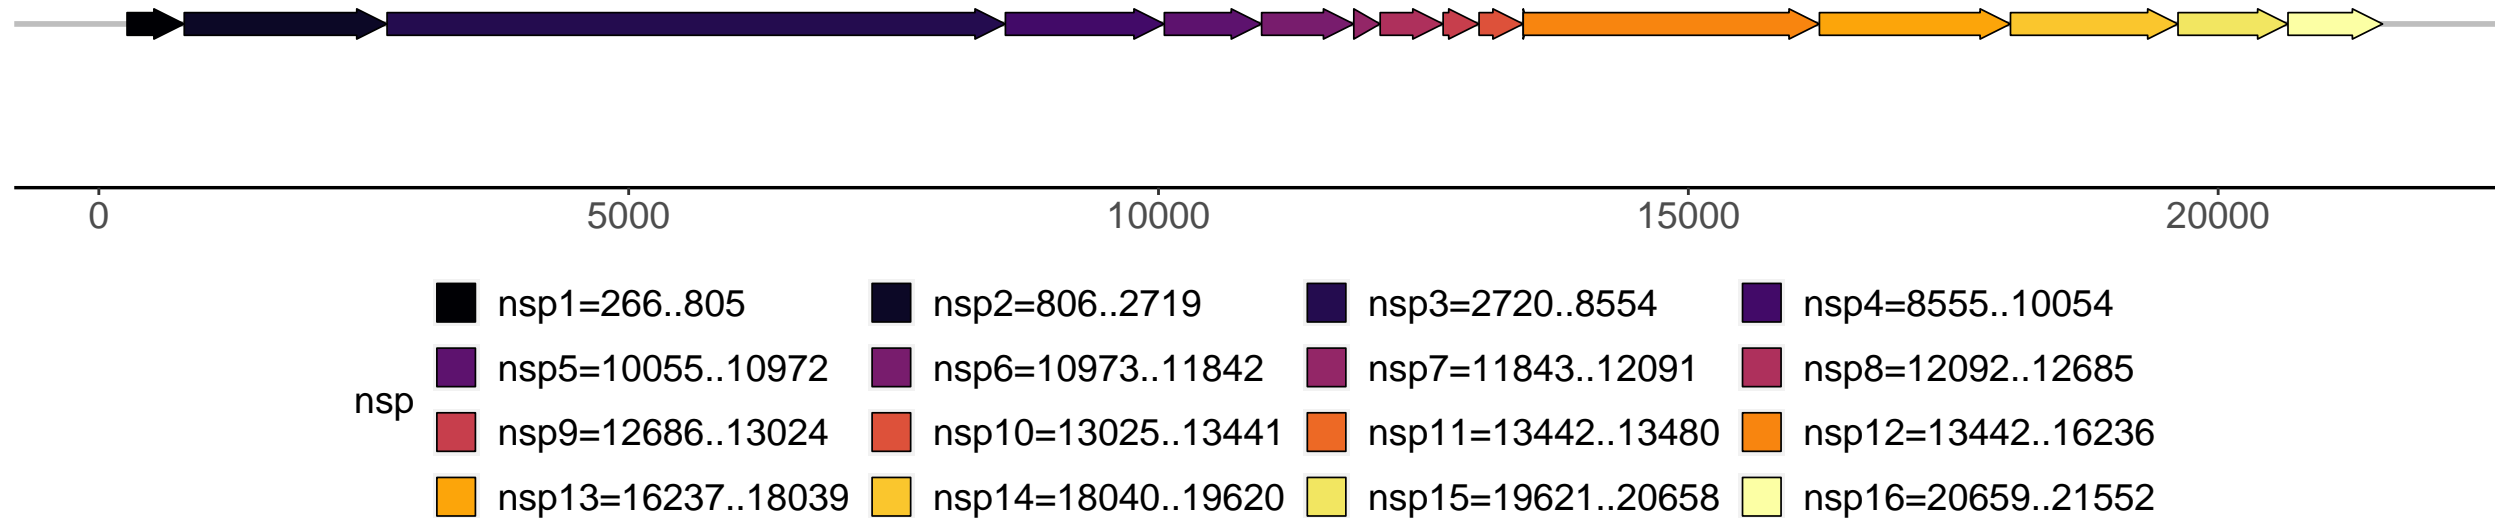 0 5000 10000 15000 20000
nsp1=266..805 nsp2=806..2719 nsp3=2720..8554 nsp4=8555..10054
nsp5=10055..10972 nsp6=10973..11842 nsp7=11843..12091 nsp8=12092..12685
nsp
nsp9=12686..13024 nsp10=13025..13441 nsp11=13442..13480 nsp12=13442..16236
nsp13=16237..18039 nsp14=18040..19620 nsp15=19621..20658 nsp16=20659..21552